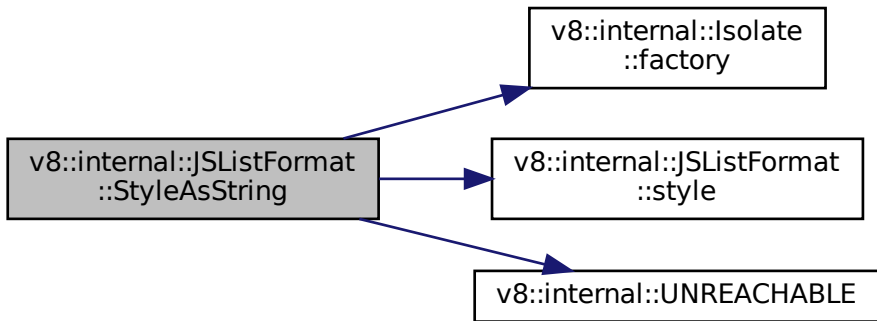 v8::internal::JSListFormat
::StyleAsString
v8::internal::Isolate
::factory
v8::internal::JSListFormat
::style
v8::internal::UNREACHABLE